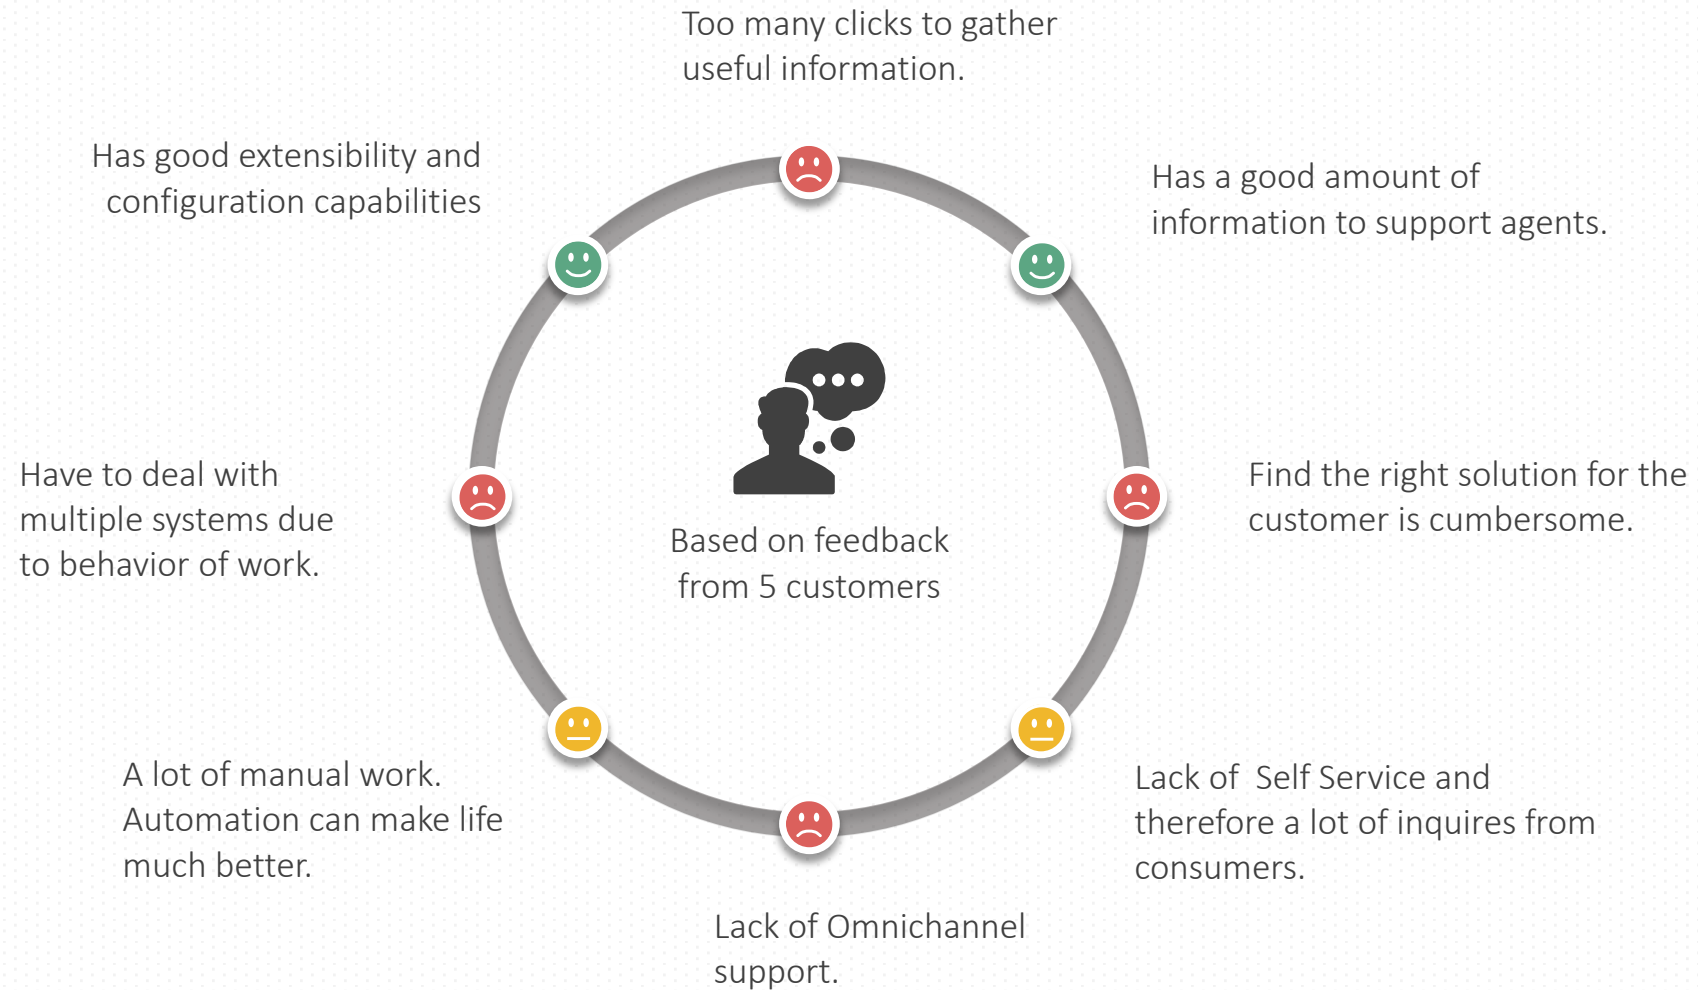 Too many clicks to gather
useful information.
Has good extensibility and
configuration capabilities
Has a good amount of
information to support agents.
Have to deal with
multiple systems due
to behavior of work.
Based on feedback
from 5 customers
Find the right solution for the
customer is cumbersome.
A lot of manual work.
Automation can make life
much better.
Lack of  Self Service and
therefore a lot of inquires from
consumers.
Lack of Omnichannel
support.